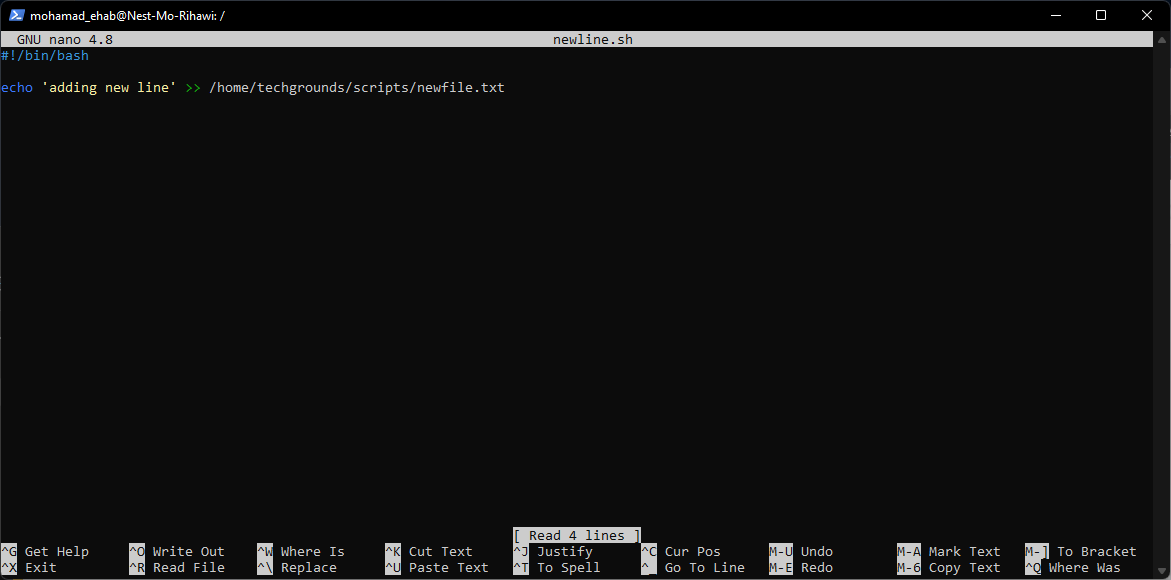 mohamad_ehab@Nest-Mo-Rihawi: /
GNU nano 4.8 newline.sh
#!/bin/bash
echo 'adding new line' >> /home/techgrounds/scripts/newfile.txt
[ Read 4 lines ]
^G Get Help ^O Write Out ^W Where Is ^K Cut Text ^J Justify ^C Cur Pos M-U Undo M-A Mark Text M-] To Bracket
^X Exit ^R Read File ^\ Replace ^U Paste Text ^T To Spell ^_ Go To Line M-E Redo M-6 Copy Text ^Q Where Was